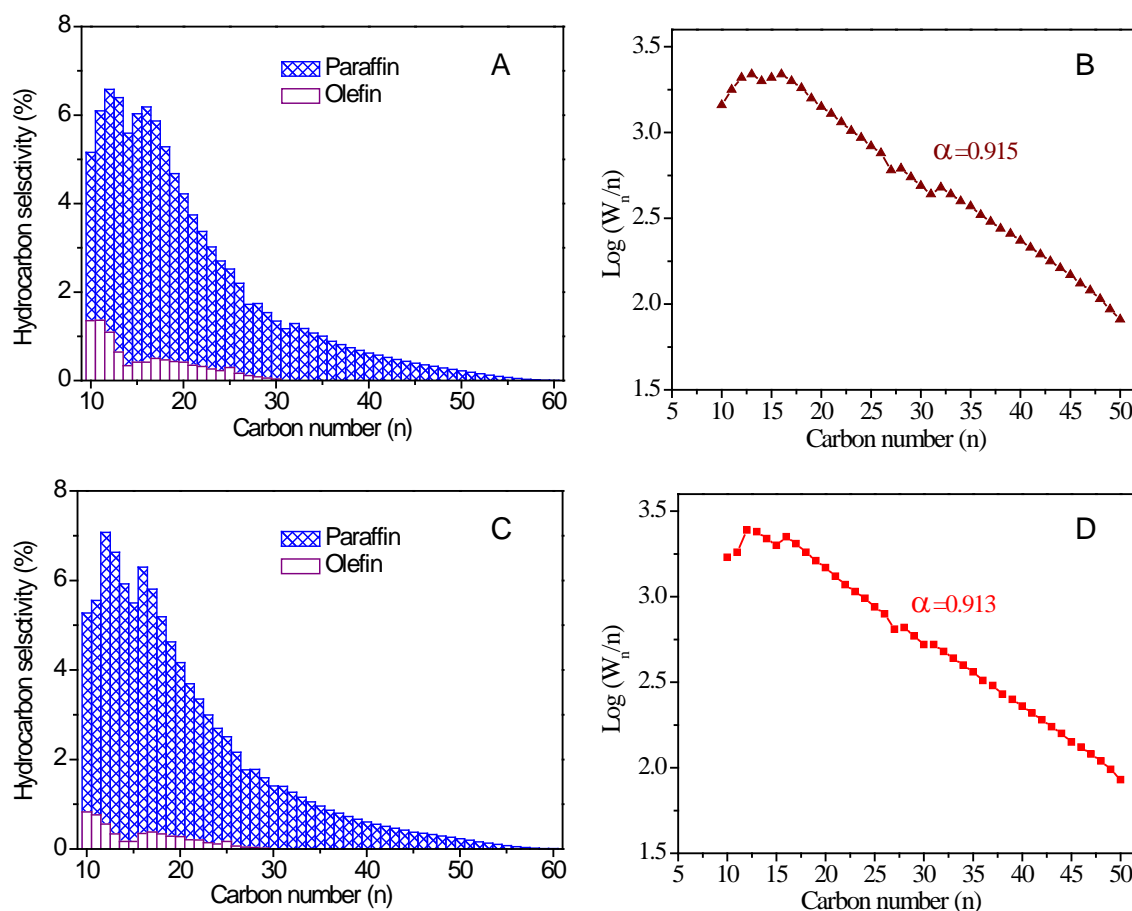 8
6
4
2
0
Hydrocarbon selsctivity (%)
Paraffin
Olefin
A
10 20 30 40 50 60
Carbon number (n)
3.5
3.0
2.5
2.0
1.5
Log (Wn/n)
B
α=0.915
5 10 15 20 25 30 35 40 45 50
Carbon number (n)
8
6
4
2
0
Hydrocarbon selsctivity (%)
Paraffin
Olefin
C
10 20 30 40 50 60
Carbon number (n)
3.5
3.0
2.5
2.0
1.5
Log (Wn/n)
D
α=0.913
5 10 15 20 25 30 35 40 45 50
Carbon number (n)